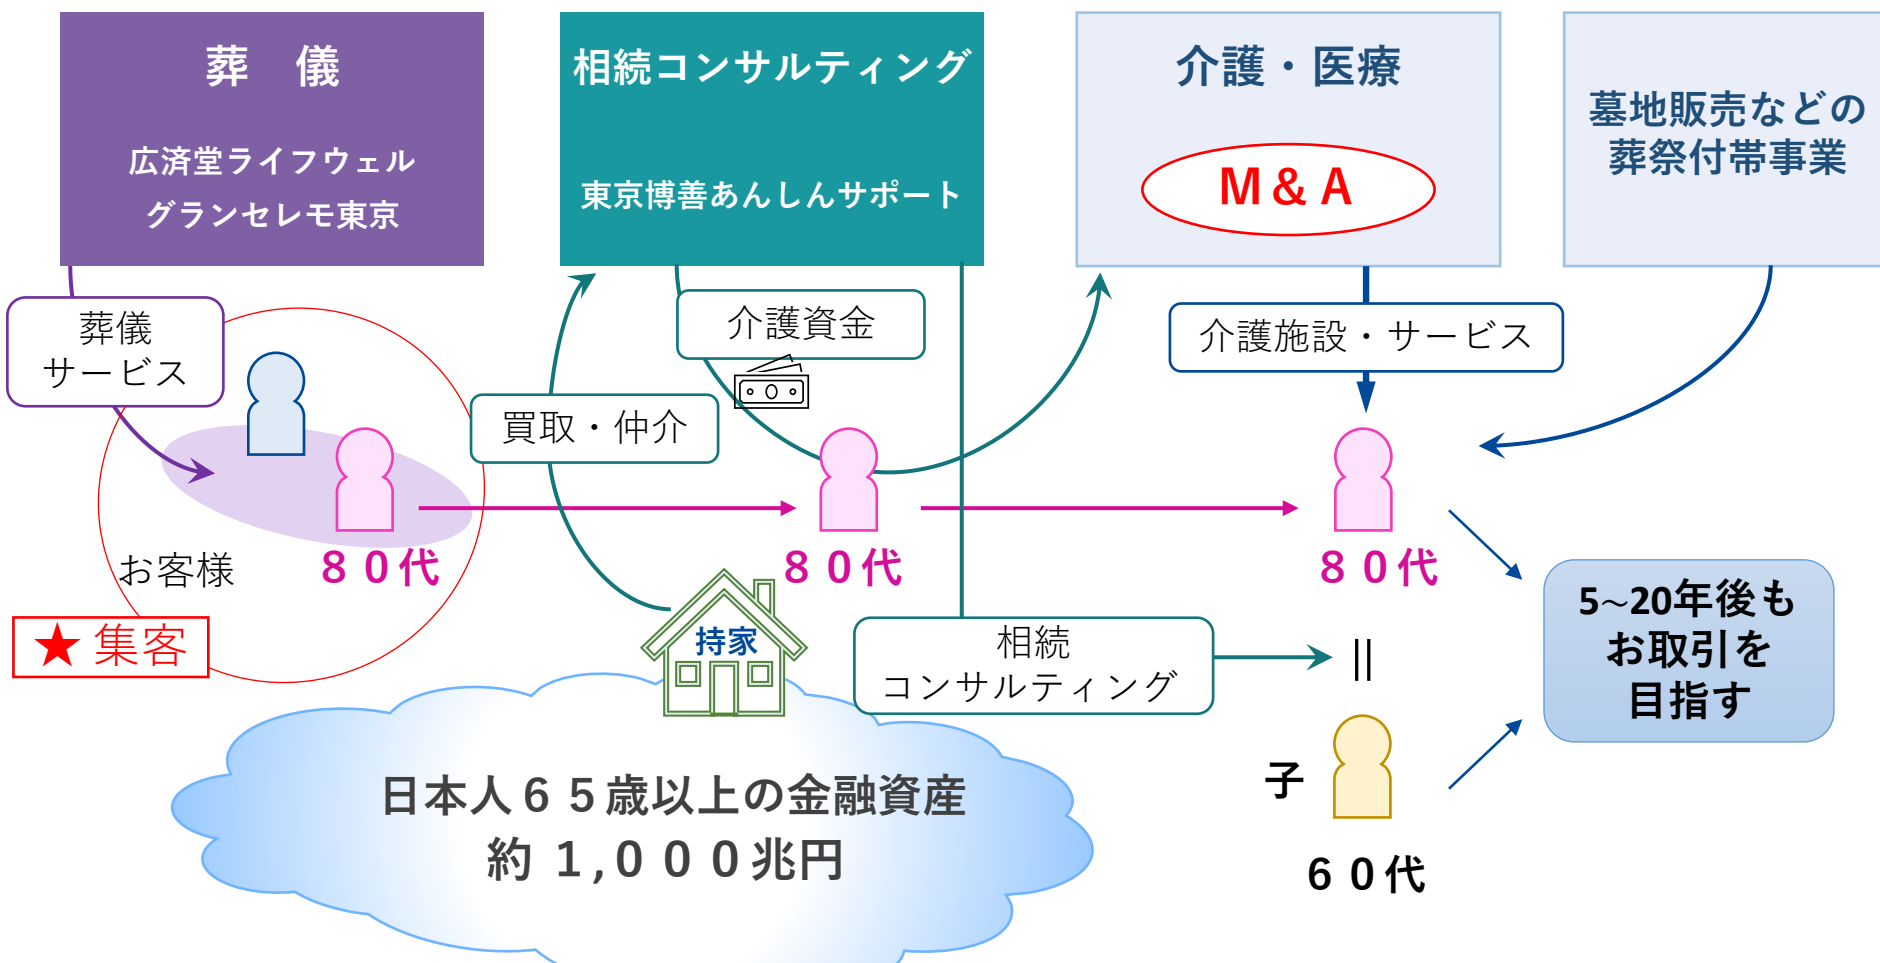 葬　儀
広済堂ライフウェル
グランセレモ東京
相続コンサルティング
東京博善あんしんサポート
介護・医療
M＆A
墓地販売などの
葬祭付帯事業
葬儀
サービス
介護資金
介護施設・サービス
買取・仲介
お客様
８０代
８０代
８０代
★ 集客
持家
相続
コンサルティング
||
5~20年後も
お取引を
目指す
子
６０代
日本人６５歳以上の金融資産
約 １,０００兆円